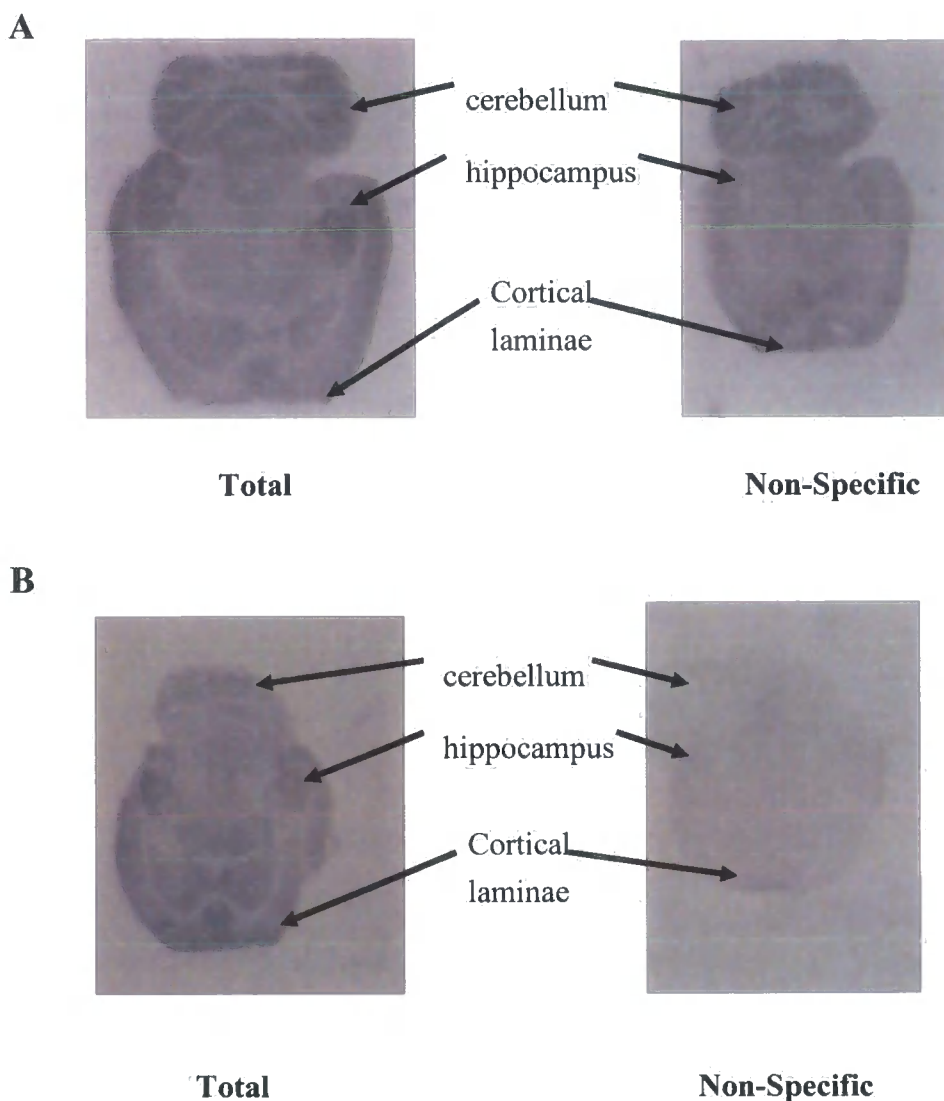 A
cerebellum
hippocampus
Cortical
laminae
Total
Non-Specific
B
cerebellum
hippocampus
Cortical
laminae
Total
Non-Specific